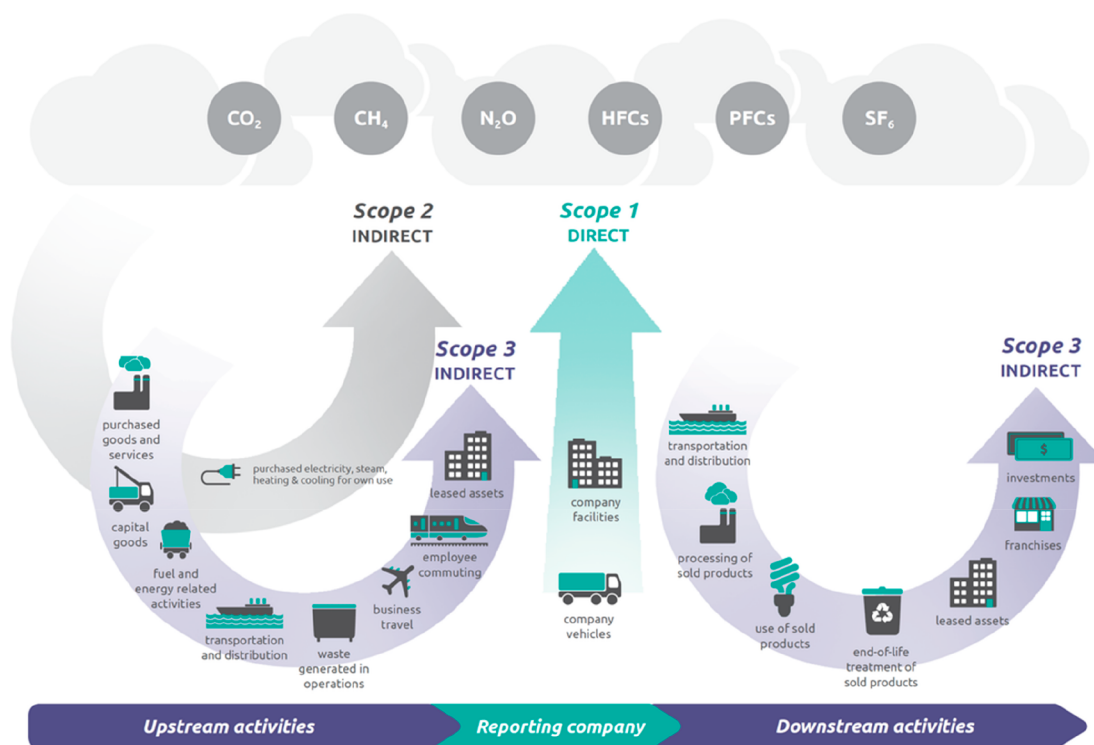 CO₂
CH₄
N₂O
HFCs
PFCs
SF₆
Scope 2
INDIRECT
Scope 1
DIRECT
Scope 3
INDIRECT
Scope 3
INDIRECT
purchased
goods and
services
capital
goods
fuel and
energy related
activities
transportation
and distribution
waste
generated in
operations
business
travel
employee
commuting
leased assets
purchased electricity, steam,
heating & cooling for own use
company
facilities
company
vehicles
transportation
and distribution
processing of
sold products
use of sold
products
end-of-life
treatment of
sold products
leased assets
franchises
$
investments
Upstream activities
Reporting company
Downstream activities